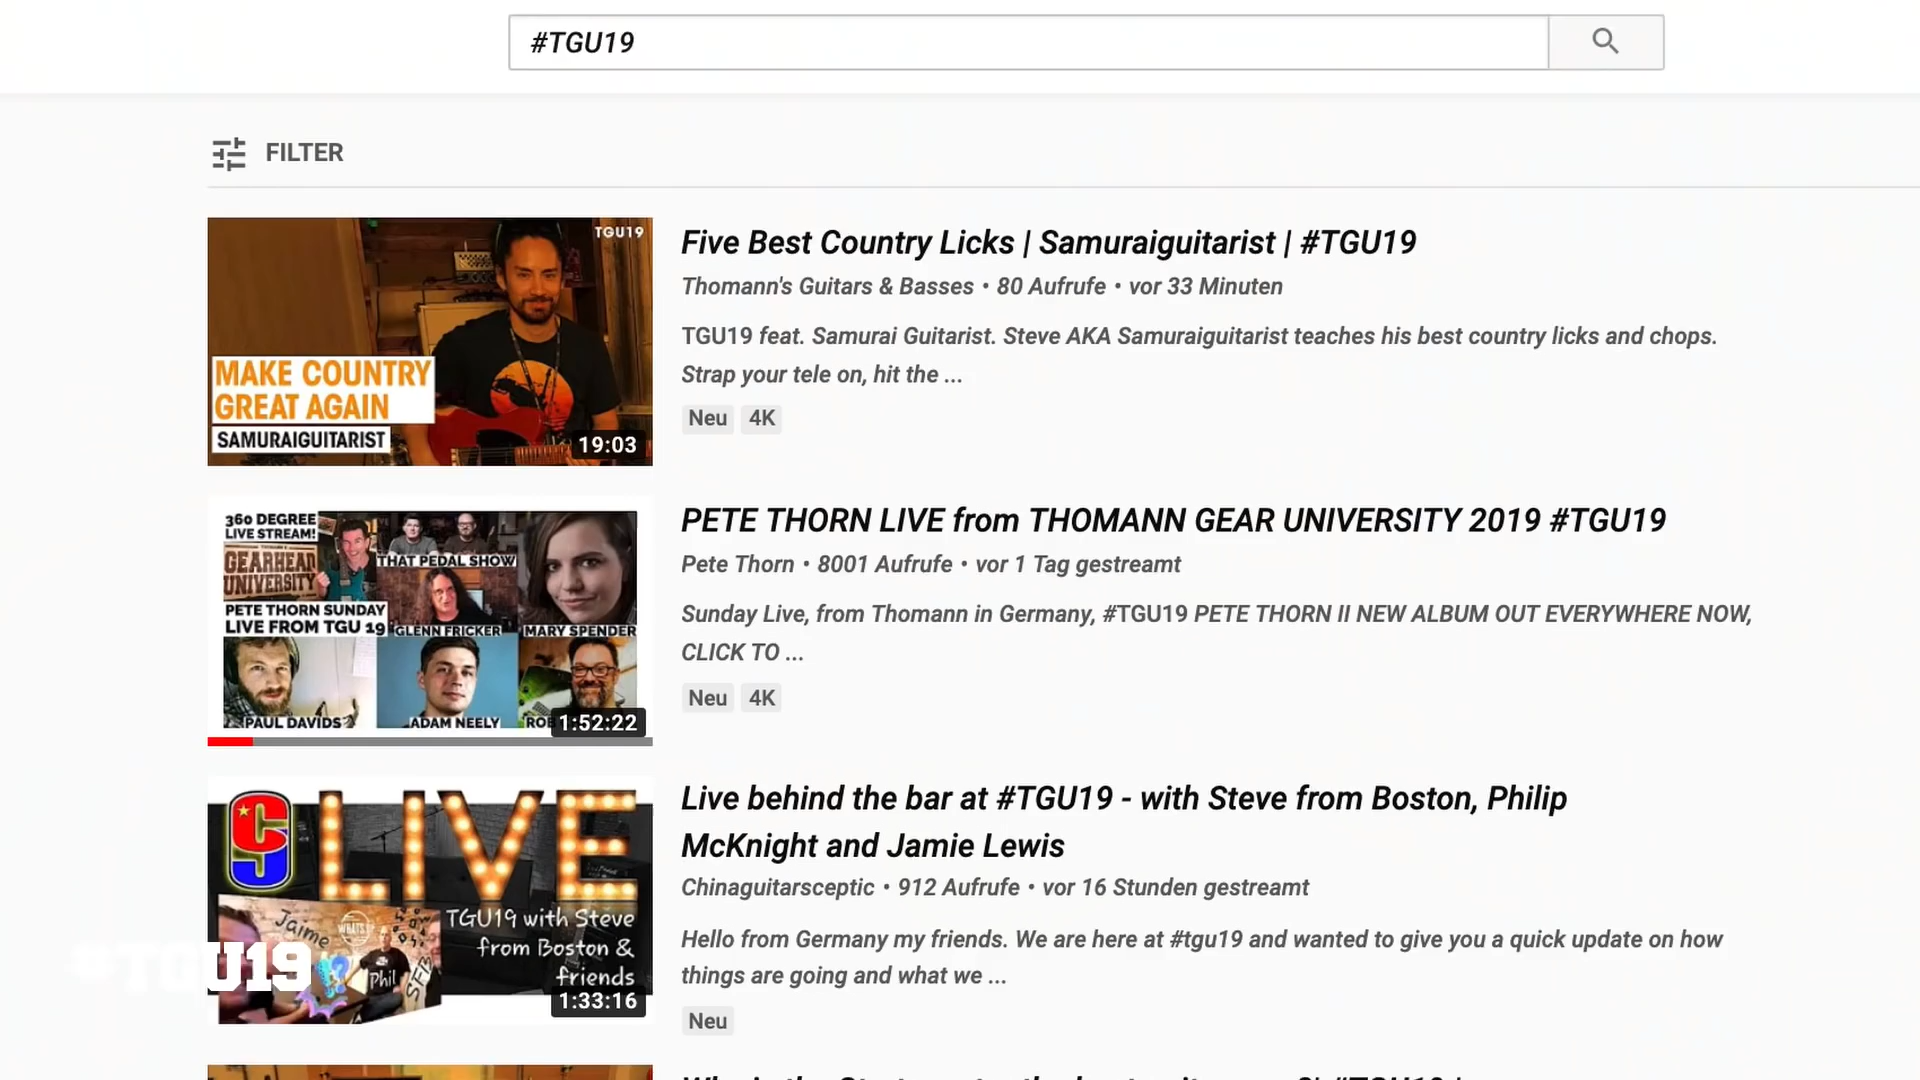 #TGU19
FILTER
TGU19
MAKE COUNTRY
GREAT AGAIN
SAMURAIGUITARIST
19:03
Five Best Country Licks | Samuraiguitarist | #TGU19
Thomann's Guitars & Basses • 80 Aufrufe • vor 33 Minuten
TGU19 feat. Samurai Guitarist. Steve AKA Samuraiguitarist teaches his best country licks and chops.
Strap your tele on, hit the ...
Neu 4K
360 DEGREE
LIVE STREAM!
GEARHEAD
UNIVERSITY
THAT PEDAL SHOW
PETE THORN SUNDAY
LIVE FROM TGU 19
GLENN FRICKER
MARY SPENDER
PAUL DAVIDS
ADAM NEELY
ROB
1:52:22
PETE THORN LIVE from THOMANN GEAR UNIVERSITY 2019 #TGU19
Pete Thorn • 8001 Aufrufe • vor 1 Tag gestreamt
Sunday Live, from Thomann in Germany, #TGU19 PETE THORN II NEW ALBUM OUT EVERYWHERE NOW,
CLICK TO ...
Neu 4K
LIVE
TGU19 with Steve
from Boston &
friends
Jaime
Phil
SFB
1:33:16
#TGU19
Live behind the bar at #TGU19 - with Steve from Boston, Philip
McKnight and Jamie Lewis
Chinaguitarsceptic • 912 Aufrufe • vor 16 Stunden gestreamt
Hello from Germany my friends. We are here at #tgu19 and wanted to give you a quick update on how
things are going and what we ...
Neu